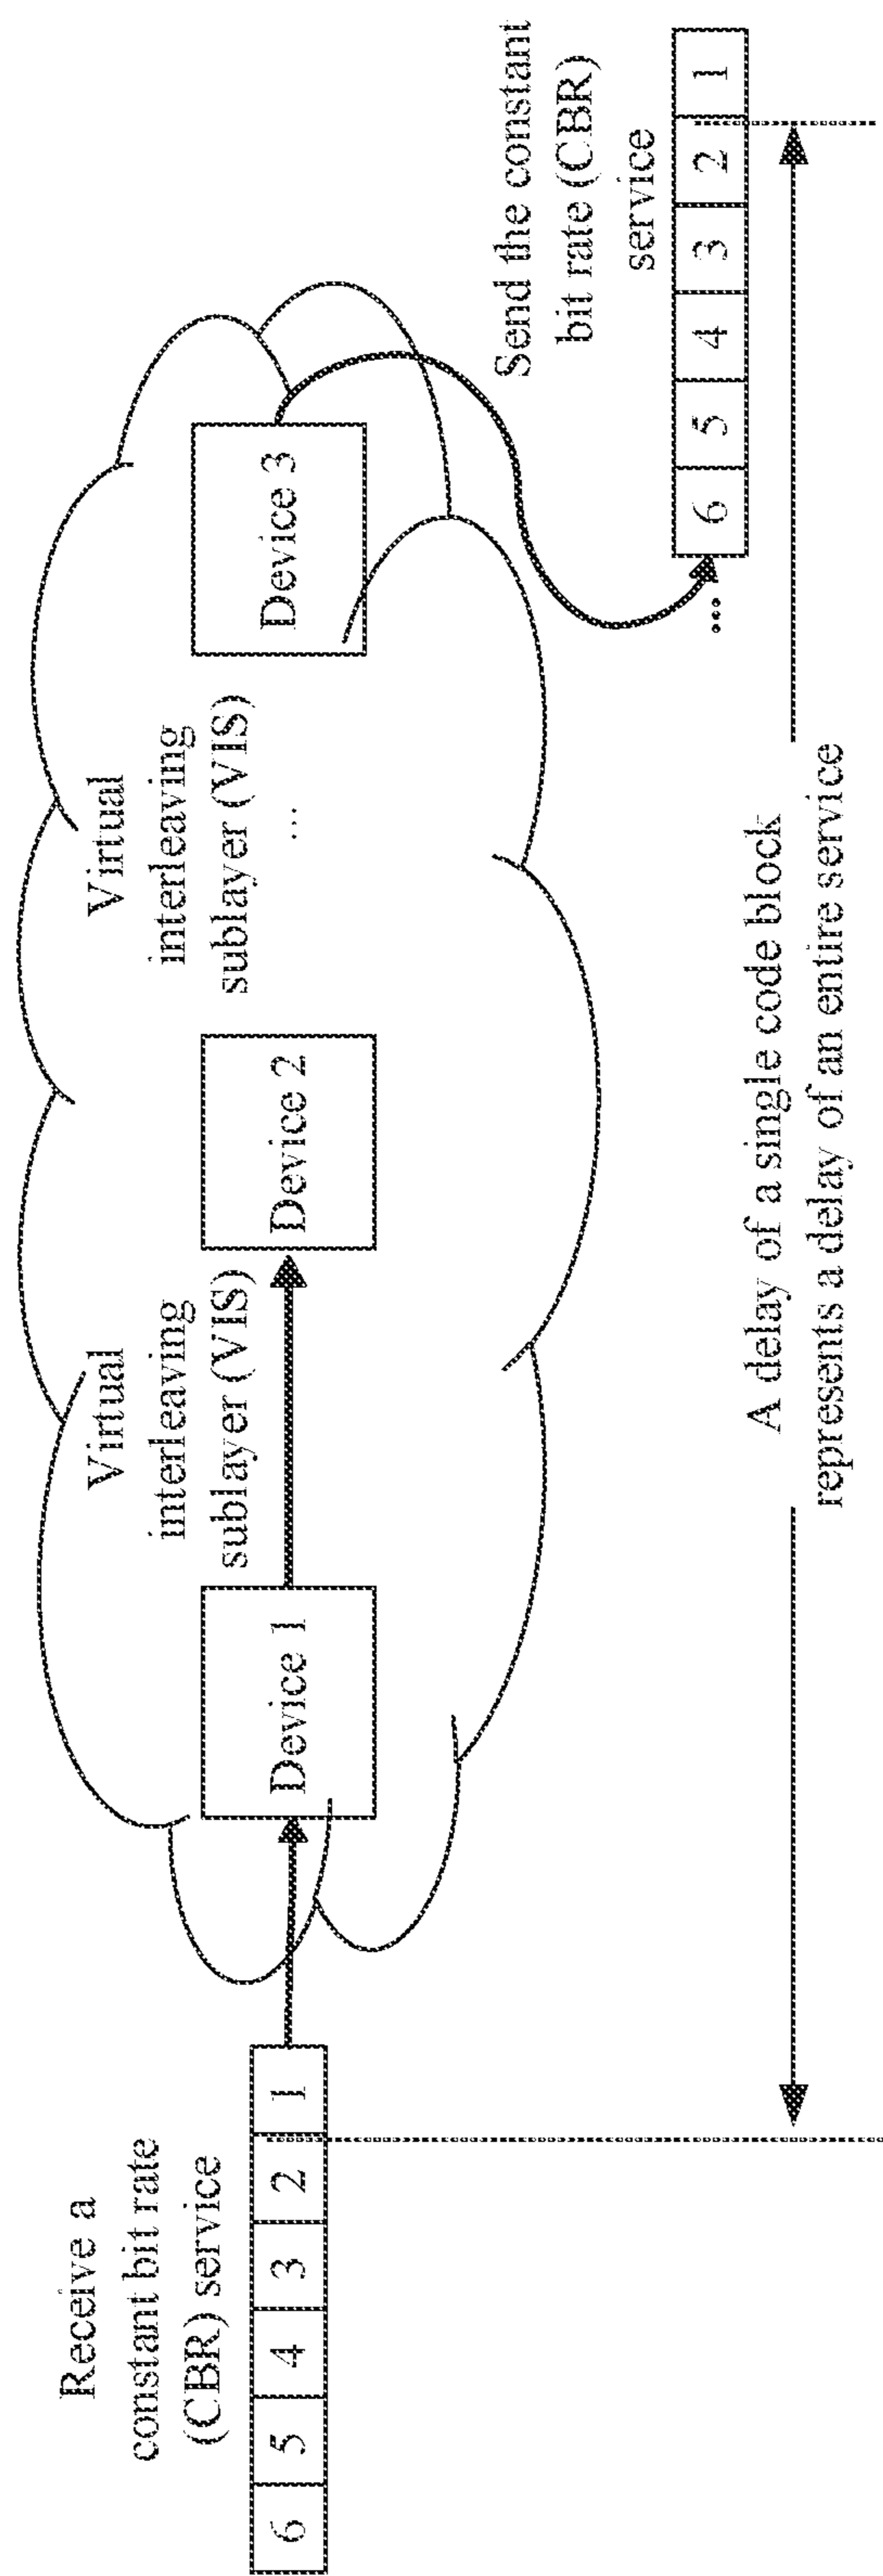 Receive a
constant bit rate
(CBR) service
6 5 4 3 2 1
Device 1
Virtual
interleaving
sublayer (VIS)
Device 2
Virtual
interleaving
sublayer (VIS)
...
Device 3
Send the constant
bit rate (CBR)
service
... 6 5 4 3 2 1
A delay of a single code block
represents a delay of an entire service